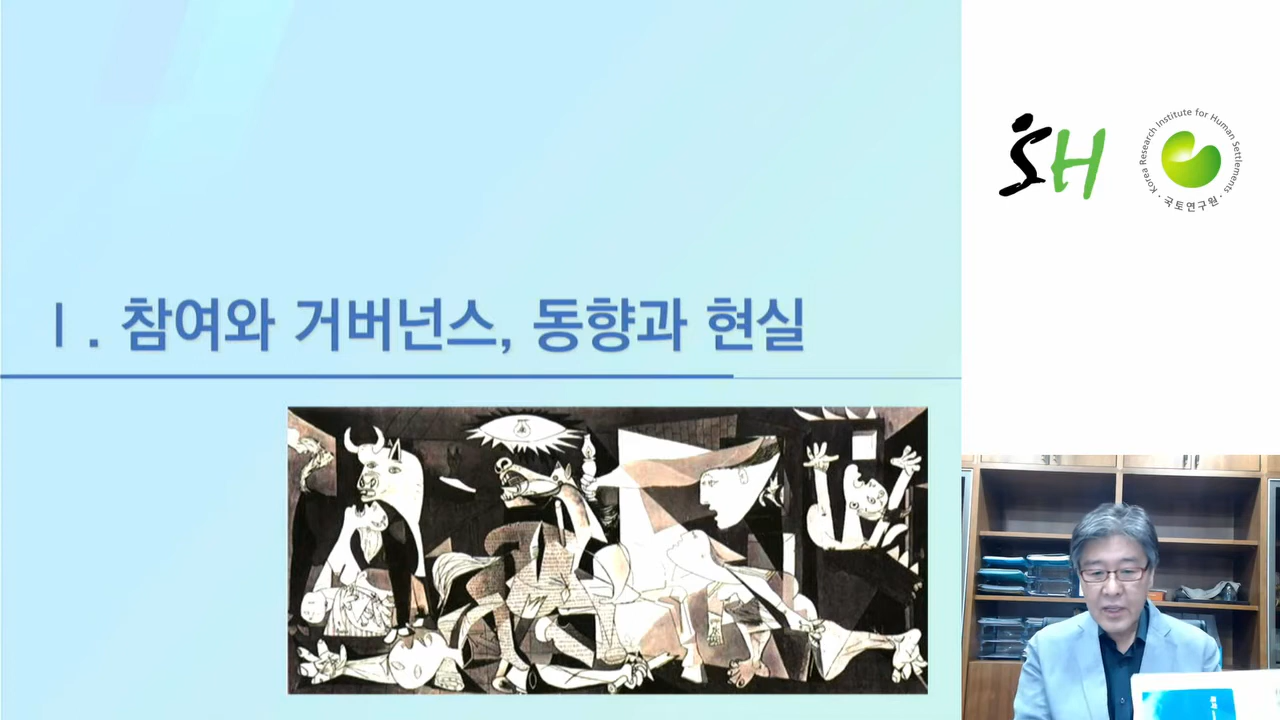 Ⅰ. 참여와 거버넌스, 동향과 현실
SH
Korea Research Institute for Human Settlements
· 국토연구원 ·